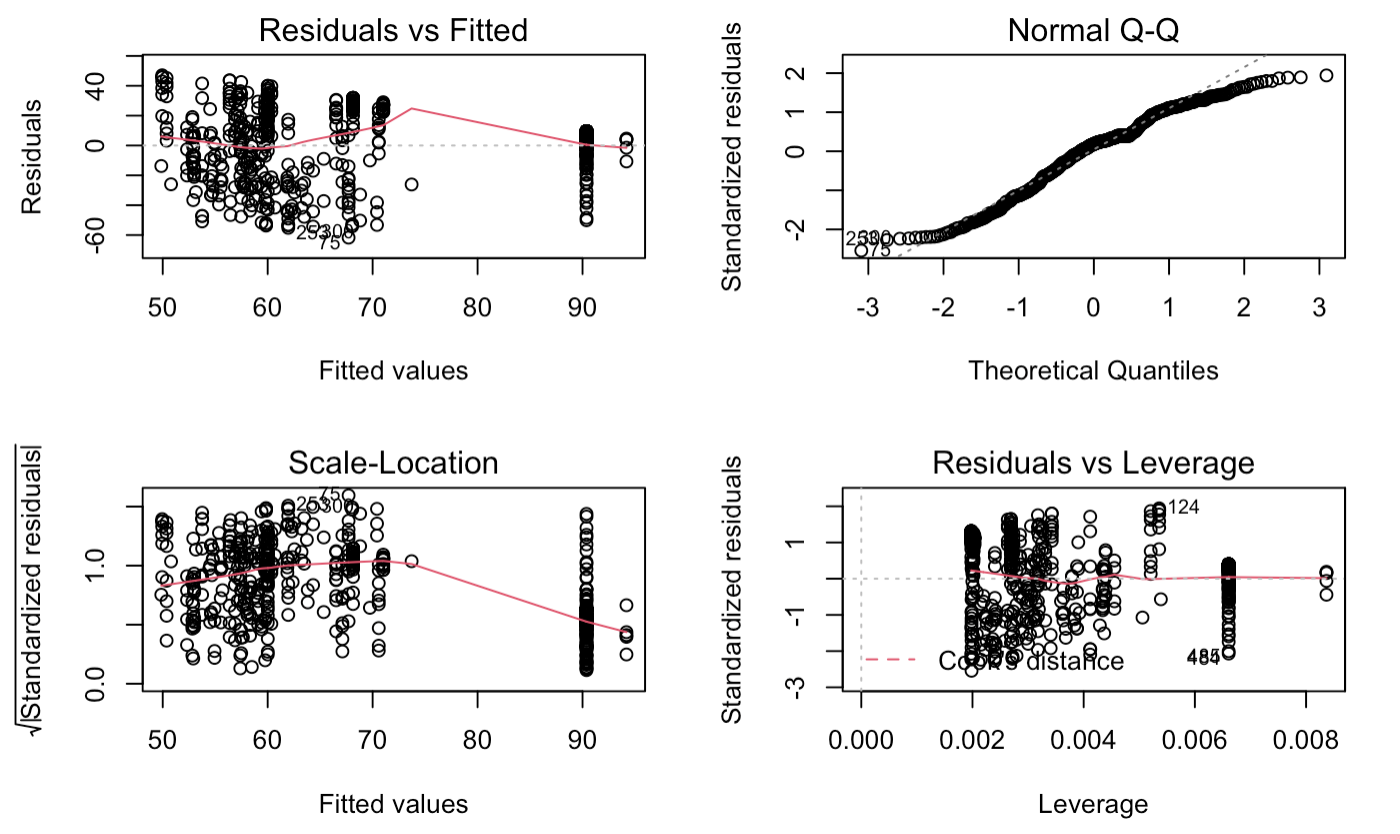 Residuals vs Fitted
Residuals
40
0
-60
75
50 60 70 80 90
Fitted values
Normal Q-Q
Standardized residuals
2
1
0
-2
75
-3 -2 -1 0 1 2 3
Theoretical Quantiles
Scale-Location
√|Standardized residuals|
1.0
0.0
75
50 60 70 80 90
Fitted values
Residuals vs Leverage
Standardized residuals
1
-1
-3
124
Cook's distance
0.000 0.002 0.004 0.006 0.008
Leverage